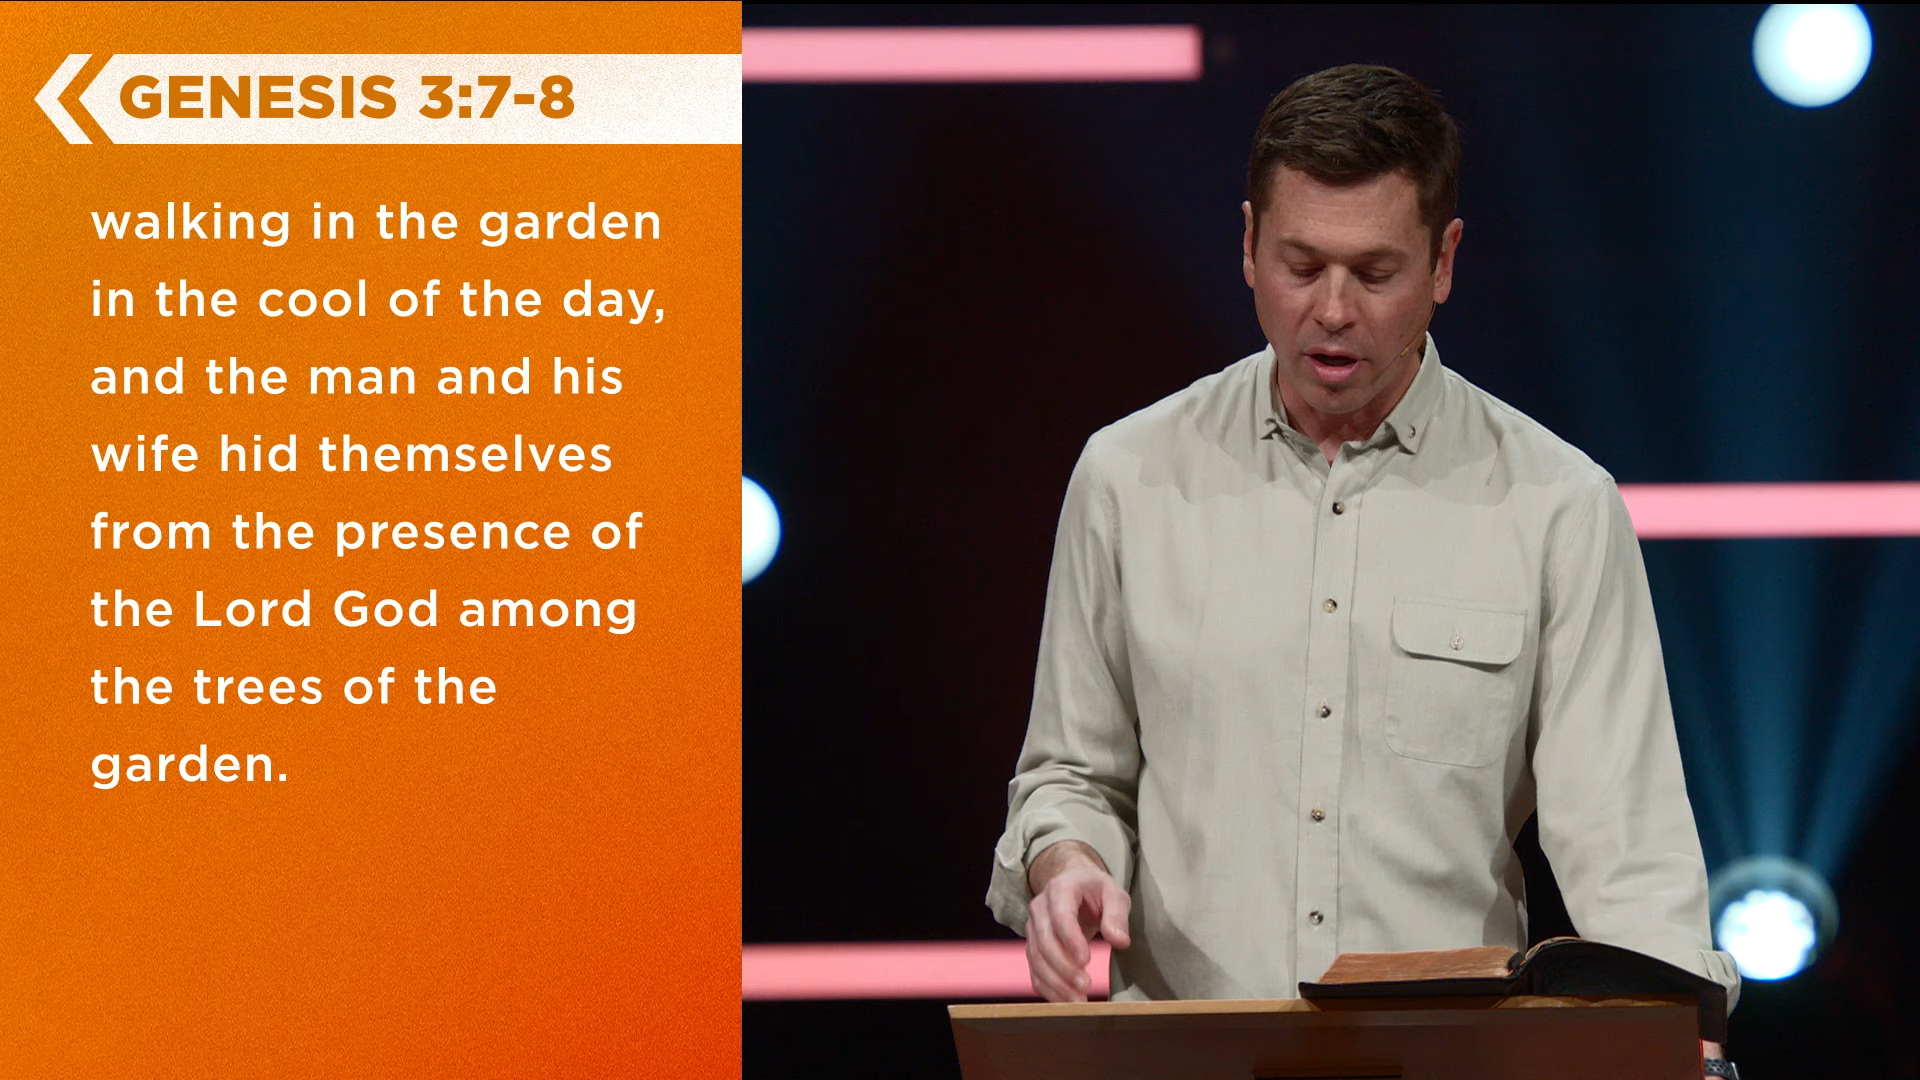 GENESIS 3:7-8
walking in the garden
in the cool of the day,
and the man and his
wife hid themselves
from the presence of
the Lord God among
the trees of the
garden.